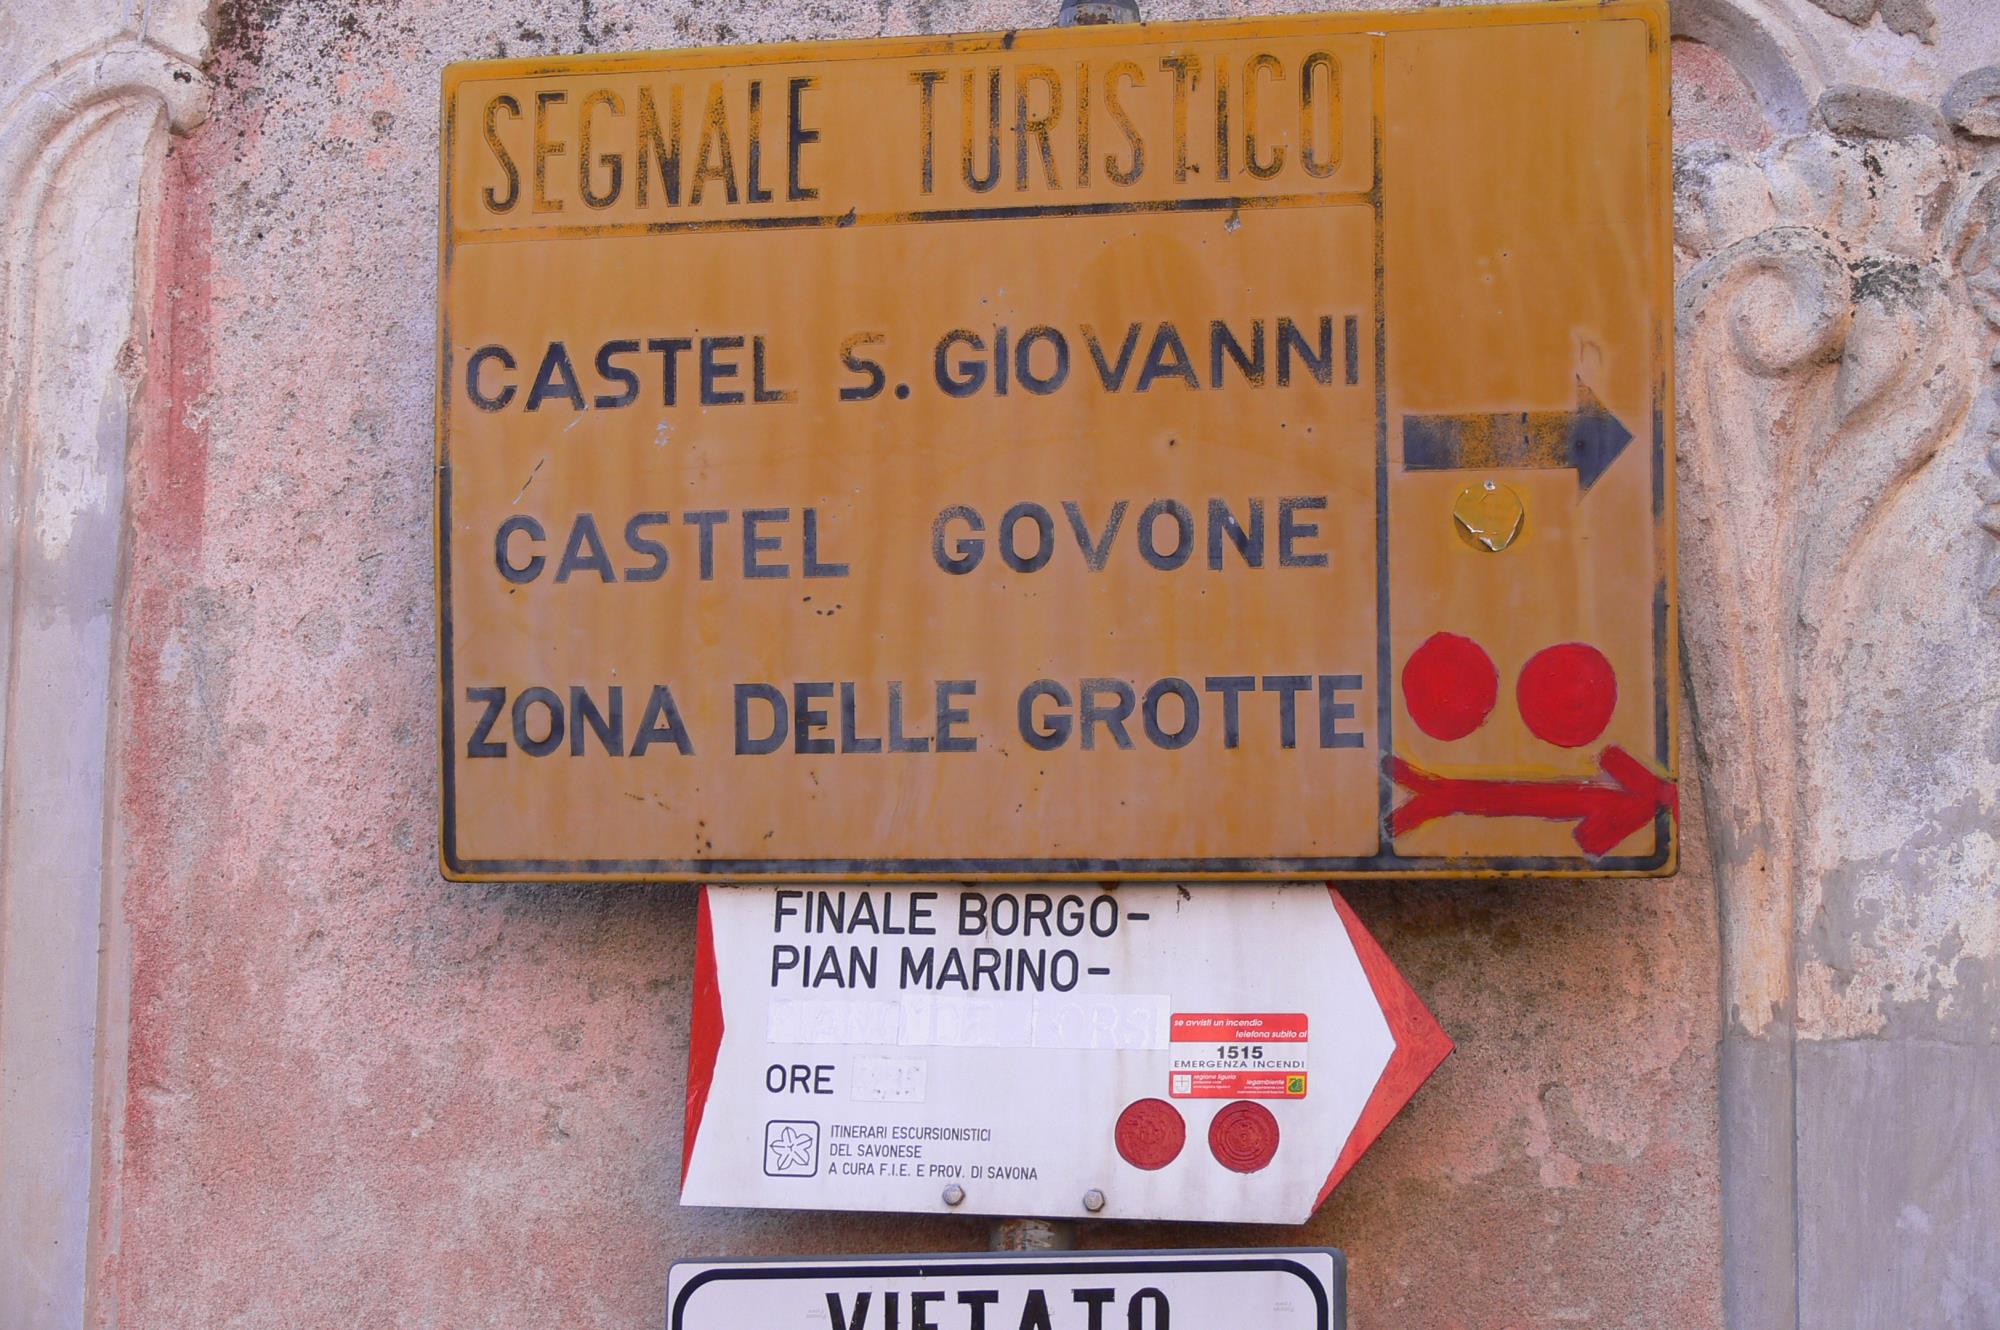 SEGNALE TURISTICO
CASTEL S. GIOVANNI
CASTEL GOVONE
ZONA DELLE GROTTE
FINALE BORGO-
PIAN MARINO-
se avvisti un incendio
telefona subito al
1515
EMERGENZA INCENDI
regione liguria
legambiente
ORE
ITINERARI ESCURSIONISTICI
DEL SAVONESE
A CURA F.I.E. E PROV. DI SAVONA
VIETATO